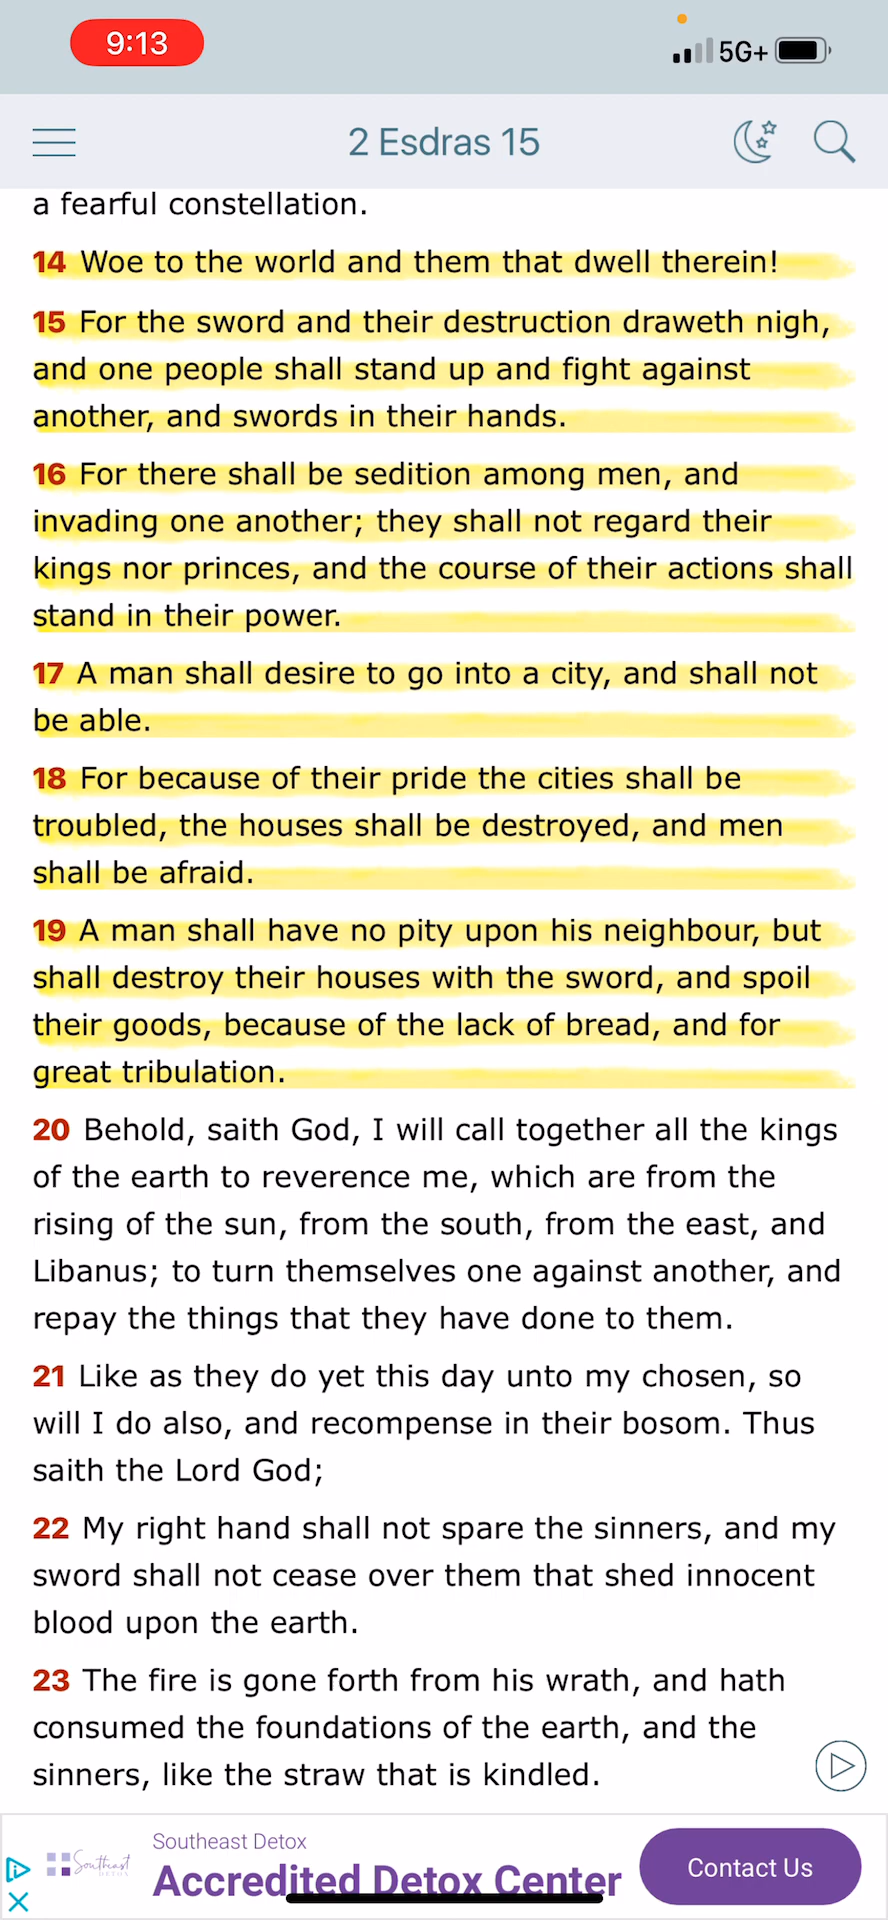 9:13
5G+
2 Esdras 15
a fearful constellation.
14 Woe to the world and them that dwell therein!
15 For the sword and their destruction draweth nigh,
and one people shall stand up and fight against
another, and swords in their hands.
16 For there shall be sedition among men, and
invading one another; they shall not regard their
kings nor princes, and the course of their actions shall
stand in their power.
17 A man shall desire to go into a city, and shall not
be able.
18 For because of their pride the cities shall be
troubled, the houses shall be destroyed, and men
shall be afraid.
19 A man shall have no pity upon his neighbour, but
shall destroy their houses with the sword, and spoil
their goods, because of the lack of bread, and for
great tribulation.
20 Behold, saith God, I will call together all the kings
of the earth to reverence me, which are from the
rising of the sun, from the south, from the east, and
Libanus; to turn themselves one against another, and
repay the things that they have done to them.
21 Like as they do yet this day unto my chosen, so
will I do also, and recompense in their bosom. Thus
saith the Lord God;
22 My right hand shall not spare the sinners, and my
sword shall not cease over them that shed innocent
blood upon the earth.
23 The fire is gone forth from his wrath, and hath
consumed the foundations of the earth, and the
sinners, like the straw that is kindled.
Southeast Detox
Southeast
DETOX
Accredited Detox Center
Contact Us